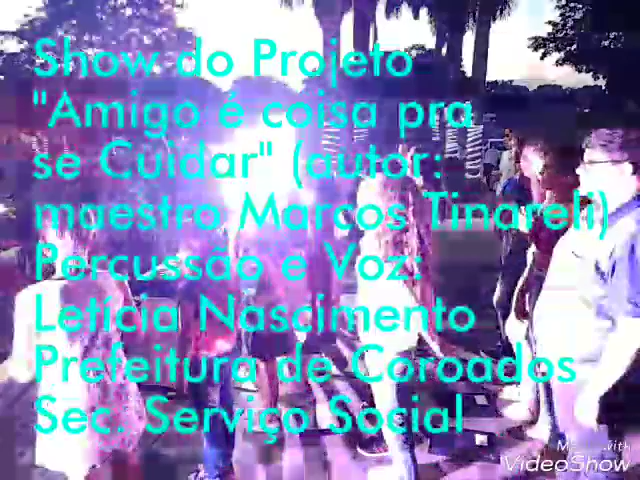 Show do Projeto
"Amigo é coisa pra
se Cuidar" (autor:
maestro Marcos Tinareli)
Percussão e Voz:
Letícia Nascimento
Prefeitura de Coroados
Sec. Serviço Social
Made with
VideoShow